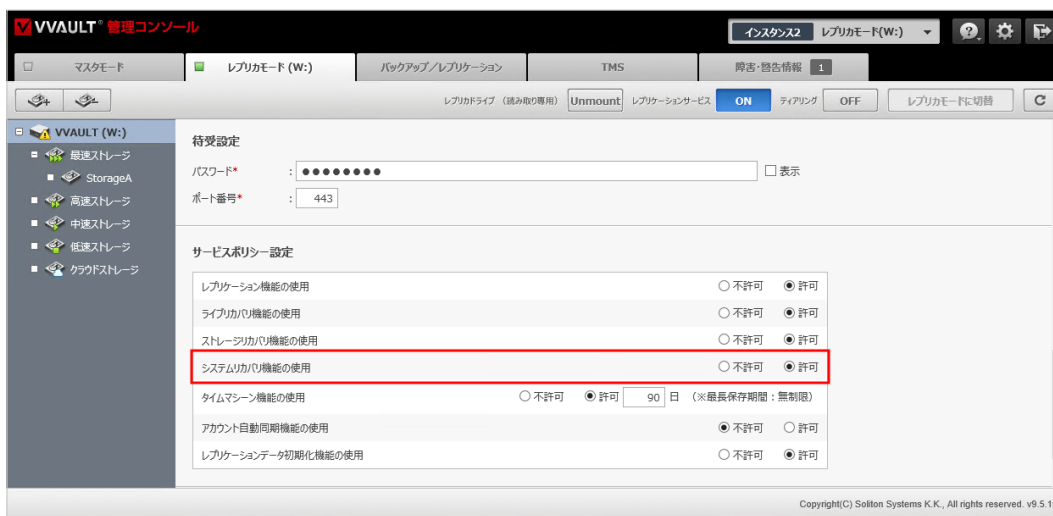 VVAULT® 管理コンソール インスタンス2 レプリカモード(W:)
マスタモード レプリカモード (W:) バックアップ/レプリケーション TMS 障害・警告情報 1
レプリカドライブ (読み取り専用) Unmount レプリケーションサービス ON ティアリング OFF レプリカモードに切替
VVAULT (W:)
最速ストレージ
StorageA
高速ストレージ
中速ストレージ
低速ストレージ
クラウドストレージ
待受設定
パスワード* : ●●●●●●●● 表示
ポート番号* : 443
サービスポリシー設定
レプリケーション機能の使用 不許可 許可
ライブリカバリ機能の使用 不許可 許可
ストレージリカバリ機能の使用 不許可 許可
システムリカバリ機能の使用 不許可 許可
タイムマシーン機能の使用 不許可 許可 90 日 (※最長保存期間:無制限)
アカウント自動同期機能の使用 不許可 許可
レプリケーションデータ初期化機能の使用 不許可 許可
Copyright(C) Soliton Systems K.K., All rights reserved.